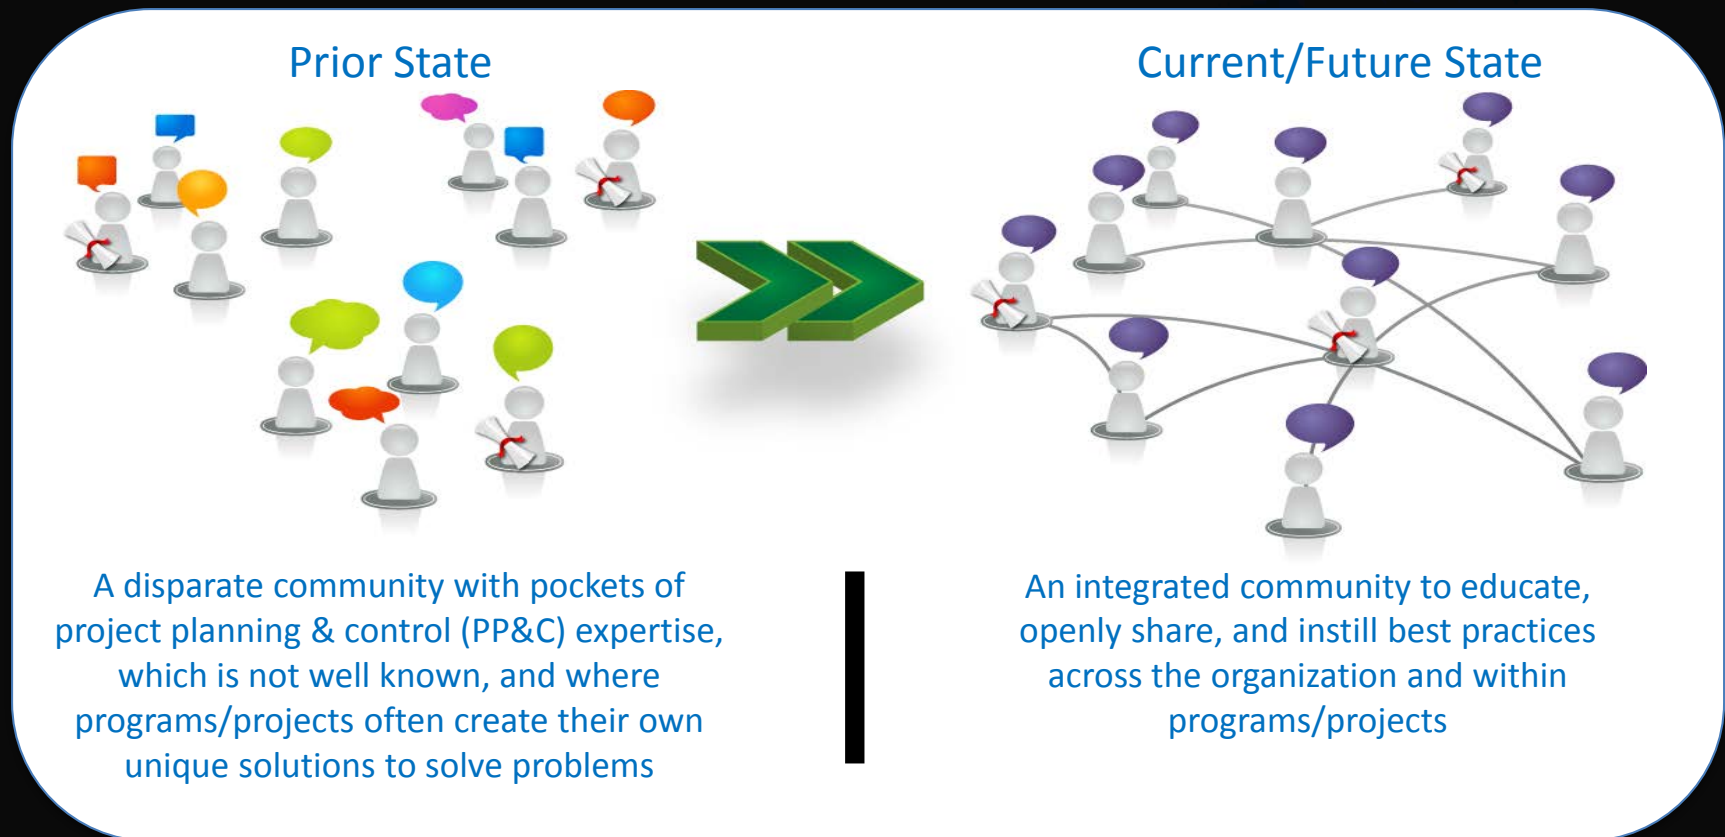 Prior State
A disparate community with pockets of
project planning & control (PP&C) expertise,
which is not well known, and where
programs/projects often create their own
unique solutions to solve problems
Current/Future State
An integrated community to educate,
openly share, and instill best practices
across the organization and within
programs/projects